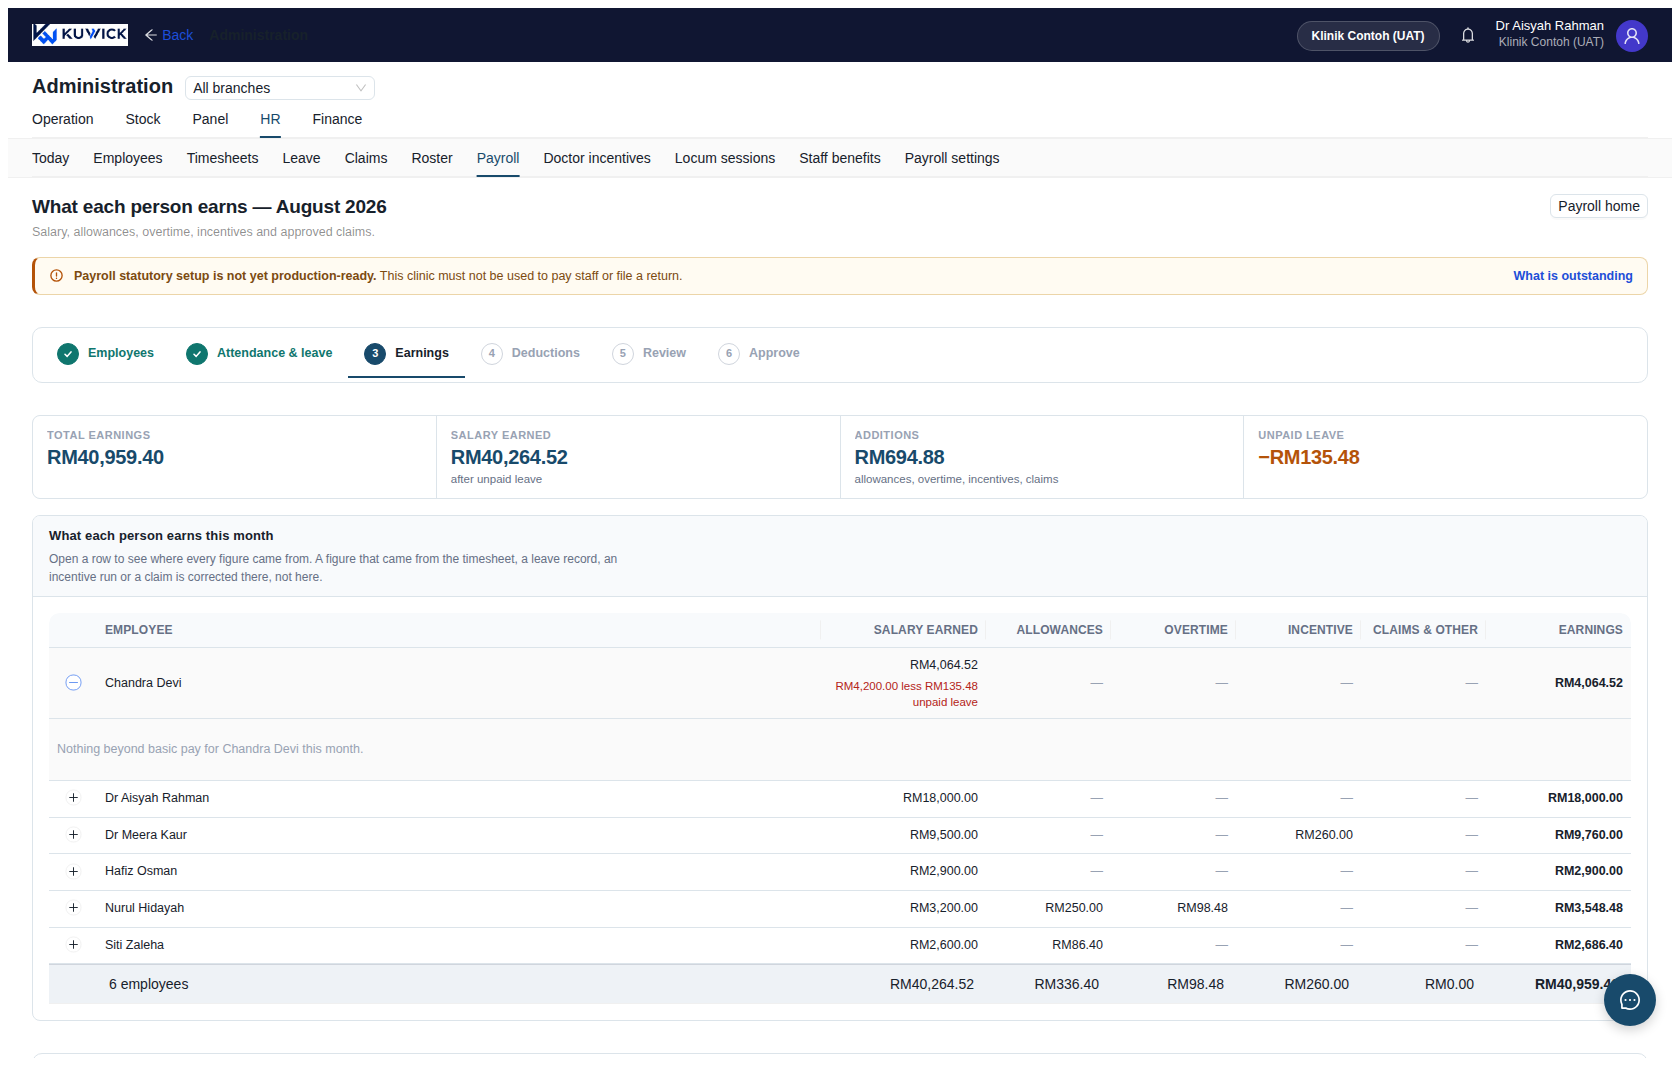 KUWICK
Back
Administration
Klinik Contoh (UAT)
Dr Aisyah Rahman
Klinik Contoh (UAT)
Administration
All branches
Operation Stock Panel HR Finance
Today Employees Timesheets Leave Claims Roster Payroll Doctor incentives Locum sessions Staff benefits Payroll settings
What each person earns — August 2026
Payroll home
Salary, allowances, overtime, incentives and approved claims.
Payroll statutory setup is not yet production-ready. This clinic must not be used to pay staff or file a return.
What is outstanding
Employees Attendance & leave 3 Earnings 4 Deductions 5 Review 6 Approve
TOTAL EARNINGS SALARY EARNED ADDITIONS UNPAID LEAVE
RM40,959.40 RM40,264.52 RM694.88 −RM135.48
after unpaid leave allowances, overtime, incentives, claims
What each person earns this month
Open a row to see where every figure came from. A figure that came from the timesheet, a leave record, an
incentive run or a claim is corrected there, not here.
EMPLOYEE SALARY EARNED ALLOWANCES OVERTIME INCENTIVE CLAIMS & OTHER EARNINGS
RM4,064.52
Chandra Devi — — — — RM4,064.52
RM4,200.00 less RM135.48
unpaid leave
Nothing beyond basic pay for Chandra Devi this month.
Dr Aisyah Rahman RM18,000.00 — — — — RM18,000.00
Dr Meera Kaur RM9,500.00 — — RM260.00 — RM9,760.00
Hafiz Osman RM2,900.00 — — — — RM2,900.00
Nurul Hidayah RM3,200.00 RM250.00 RM98.48 — — RM3,548.48
Siti Zaleha RM2,600.00 RM86.40 — — — RM2,686.40
6 employees RM40,264.52 RM336.40 RM98.48 RM260.00 RM0.00 RM40,959.4